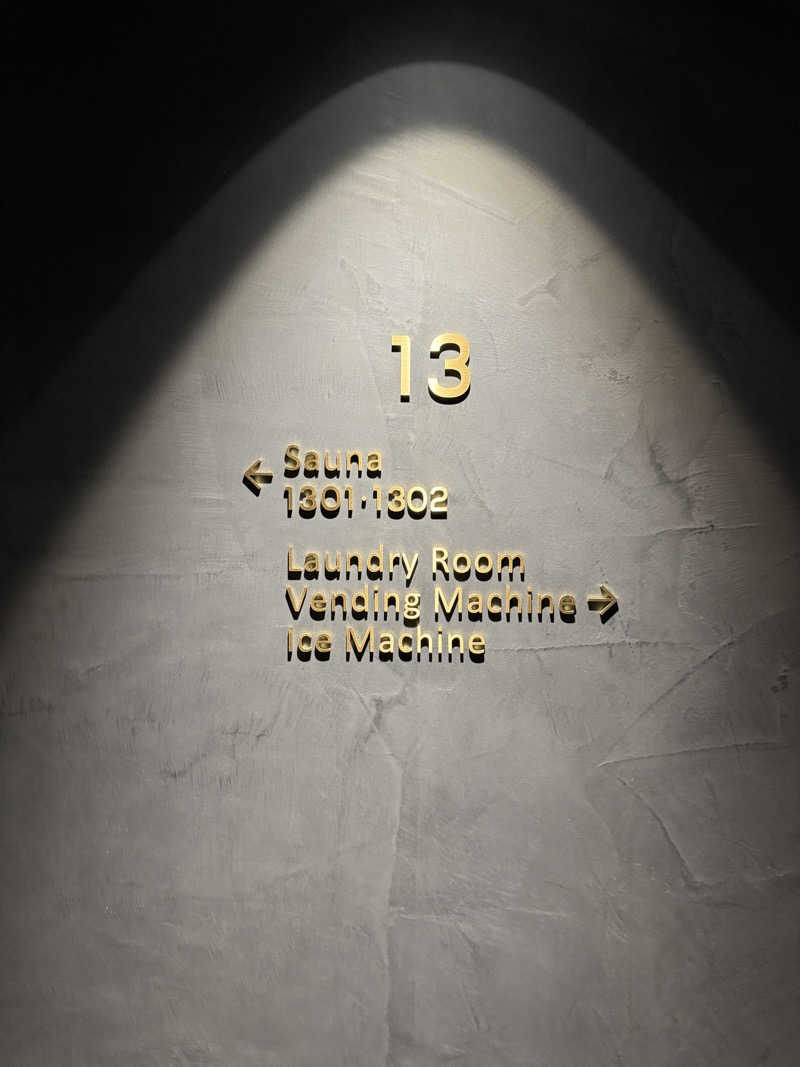 13
← Sauna
1301·1302
Laundry Room
Vending Machine →
Ice Machine